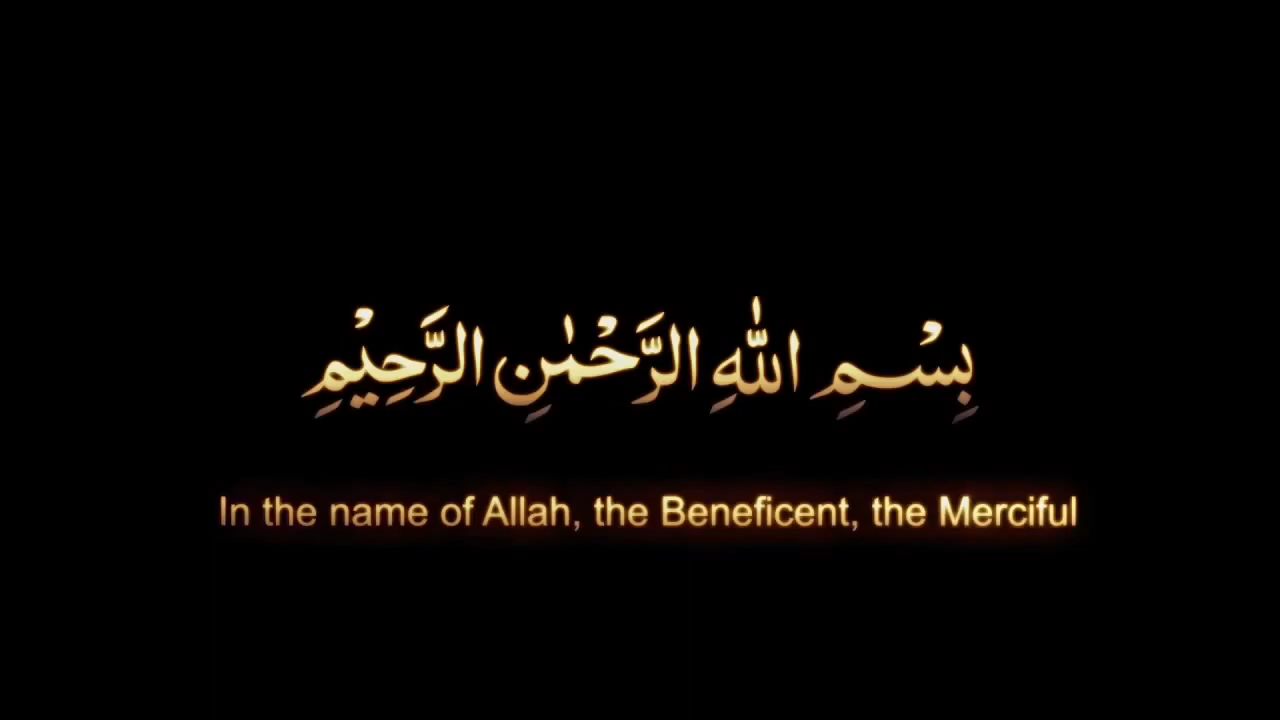 بِسْمِ اللّٰهِ الرَّحْمٰنِ الرَّحِيْمِ
In the name of Allah, the Beneficent, the Merciful